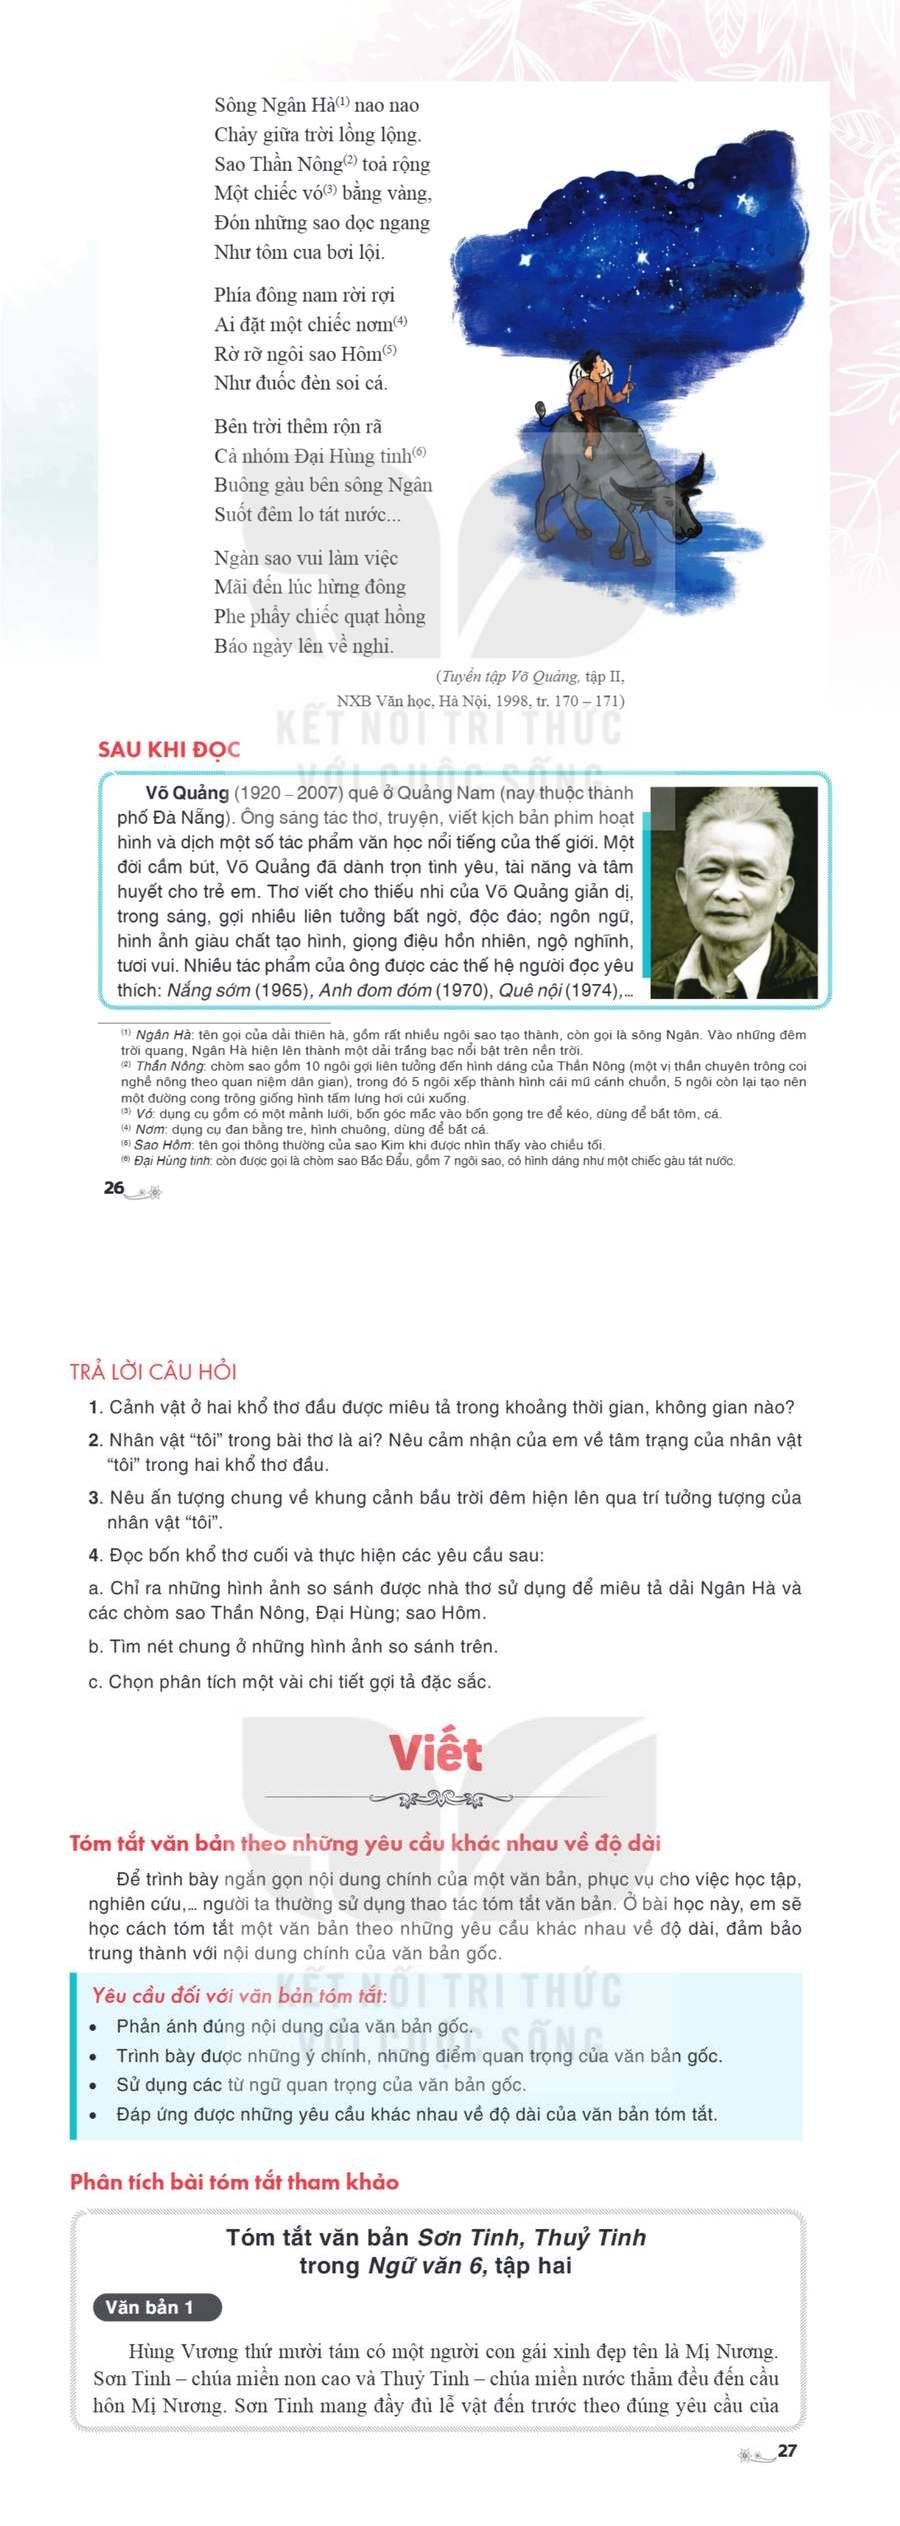 Sông Ngân Hà(1) nao nao
Chảy giữa trời lồng lộng.
Sao Thần Nông(2) toả rộng
Một chiếc vó(3) bằng vàng,
Đón những sao dọc ngang
Như tôm cua bơi lội.
Phía đông nam rời rợi
Ai đặt một chiếc nơm(4)
Rờ rỡ ngôi sao Hôm(5)
Như đuốc đèn soi cá.
Bên trời thêm rộn rã
Cả nhóm Đại Hùng tinh(6)
Buông gàu bên sông Ngân
Suốt đêm lo tát nước...
Ngàn sao vui làm việc
Mãi đến lúc hừng đông
Phe phẩy chiếc quạt hồng
Báo ngày lên về nghỉ.
(Tuyển tập Võ Quảng, tập II,
NXB Văn học, Hà Nội, 1998, tr. 170 – 171)
KẾT NỐI TRI THỨC
VỚI CUỘC SỐNG
SAU KHI ĐỌC
Võ Quảng (1920 – 2007) quê ở Quảng Nam (nay thuộc thành
phố Đà Nẵng). Ông sáng tác thơ, truyện, viết kịch bản phim hoạt
hình và dịch một số tác phẩm văn học nổi tiếng của thế giới. Một
đời cầm bút, Võ Quảng đã dành trọn tình yêu, tài năng và tâm
huyết cho trẻ em. Thơ viết cho thiếu nhi của Võ Quảng giản dị,
trong sáng, gợi nhiều liên tưởng bất ngờ, độc đáo; ngôn ngữ,
hình ảnh giàu chất tạo hình, giọng điệu hồn nhiên, ngộ nghĩnh,
tươi vui. Nhiều tác phẩm của ông được các thế hệ người đọc yêu
thích: Nắng sớm (1965), Anh đom đóm (1970), Quê nội (1974),...
(1) Ngân Hà: tên gọi của dải thiên hà, gồm rất nhiều ngôi sao tạo thành, còn gọi là sông Ngân. Vào những đêm
trời quang, Ngân Hà hiện lên thành một dải trắng bạc nổi bật trên nền trời.
(2) Thần Nông: chòm sao gồm 10 ngôi gợi liên tưởng đến hình dáng của Thần Nông (một vị thần chuyên trông coi
nghề nông theo quan niệm dân gian), trong đó 5 ngôi xếp thành hình cái mũ cánh chuồn, 5 ngôi còn lại tạo nên
một đường cong trông giống hình tấm lưng hơi cúi xuống.
(3) Vó: dụng cụ gồm có một mảnh lưới, bốn góc mắc vào bốn gọng tre để kéo, dùng để bắt tôm, cá.
(4) Nơm: dụng cụ đan bằng tre, hình chuông, dùng để bắt cá.
(5) Sao Hôm: tên gọi thông thường của sao Kim khi được nhìn thấy vào chiều tối.
(6) Đại Hùng tinh: còn được gọi là chòm sao Bắc Đẩu, gồm 7 ngôi sao, có hình dáng như một chiếc gàu tát nước.
26
TRẢ LỜI CÂU HỎI
1. Cảnh vật ở hai khổ thơ đầu được miêu tả trong khoảng thời gian, không gian nào?
2. Nhân vật “tôi” trong bài thơ là ai? Nêu cảm nhận của em về tâm trạng của nhân vật
“tôi” trong hai khổ thơ đầu.
3. Nêu ấn tượng chung về khung cảnh bầu trời đêm hiện lên qua trí tưởng tượng của
nhân vật “tôi”.
4. Đọc bốn khổ thơ cuối và thực hiện các yêu cầu sau:
a. Chỉ ra những hình ảnh so sánh được nhà thơ sử dụng để miêu tả dải Ngân Hà và
các chòm sao Thần Nông, Đại Hùng; sao Hôm.
b. Tìm nét chung ở những hình ảnh so sánh trên.
c. Chọn phân tích một vài chi tiết gợi tả đặc sắc.
Viết
Tóm tắt văn bản theo những yêu cầu khác nhau về độ dài
Để trình bày ngắn gọn nội dung chính của một văn bản, phục vụ cho việc học tập,
nghiên cứu,... người ta thường sử dụng thao tác tóm tắt văn bản. Ở bài học này, em sẽ
học cách tóm tắt một văn bản theo những yêu cầu khác nhau về độ dài, đảm bảo
trung thành với nội dung chính của văn bản gốc.
KẾT NỐI TRI THỨC
VỚI CUỘC SỐNG
Yêu cầu đối với văn bản tóm tắt:
• Phản ánh đúng nội dung của văn bản gốc.
• Trình bày được những ý chính, những điểm quan trọng của văn bản gốc.
• Sử dụng các từ ngữ quan trọng của văn bản gốc.
• Đáp ứng được những yêu cầu khác nhau về độ dài của văn bản tóm tắt.
Phân tích bài tóm tắt tham khảo
Tóm tắt văn bản Sơn Tinh, Thuỷ Tinh
trong Ngữ văn 6, tập hai
Văn bản 1
Hùng Vương thứ mười tám có một người con gái xinh đẹp tên là Mị Nương.
Sơn Tinh – chúa miền non cao và Thuỷ Tinh – chúa miền nước thẳm đều đến cầu
hôn Mị Nương. Sơn Tinh mang đầy đủ lễ vật đến trước theo đúng yêu cầu của
27